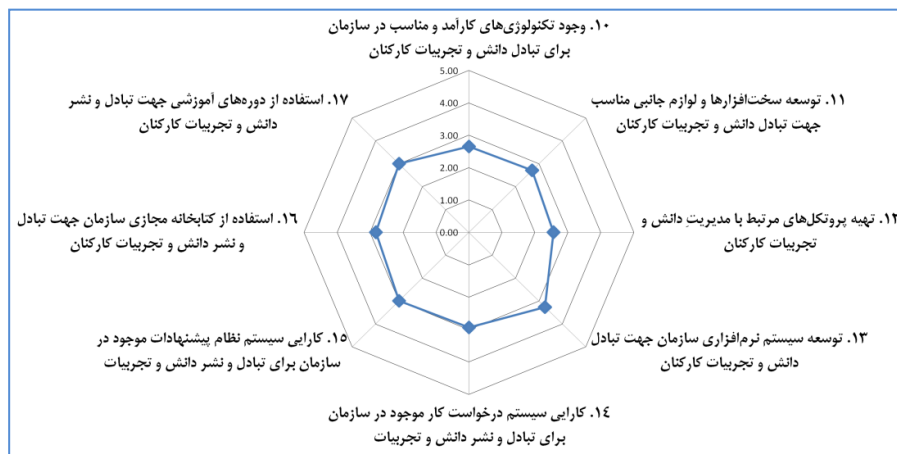 ۱۰. وجود تکنولوژی‌های کارآمد و مناسب در سازمان
برای تبادل دانش و تجربیات کارکنان
۱۱. توسعه سخت‌افزارها و لوازم جانبی مناسب
جهت تبادل دانش و تجربیات کارکنان
۱۲. تهیه پروتکل‌های مرتبط با مدیریتِ دانش و
تجربیات کارکنان
۱۳. توسعه سیستم نرم‌افزاری سازمان جهت تبادل
دانش و تجربیات کارکنان
۱۴. کارایی سیستم درخواست کار موجود در سازمان
برای تبادل و نشر دانش و تجربیات
۱۵. کارایی سیستم نظام پیشنهادات موجود در
سازمان برای تبادل و نشر دانش و تجربیات
۱۶. استفاده از کتابخانه مجازی سازمان جهت تبادل
و نشر دانش و تجربیات کارکنان
۱۷. استفاده از دوره‌های آموزشی جهت تبادل و نشر
دانش و تجربیات کارکنان
5.00
4.00
3.00
2.00
1.00
0.00